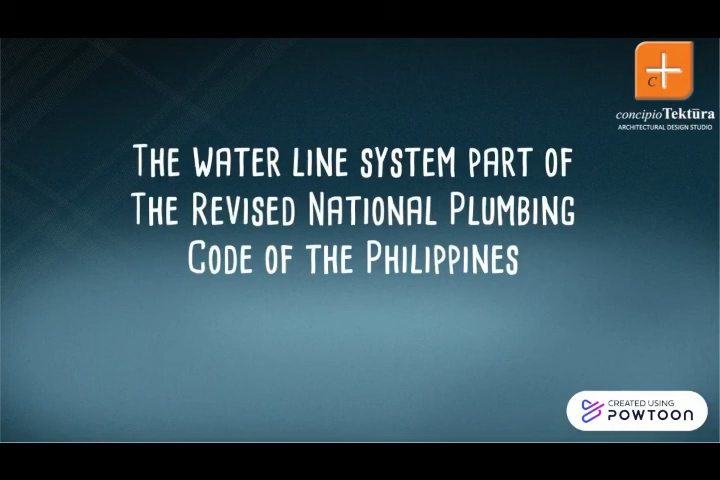 C
concipioTektūra
ARCHITECTURAL DESIGN STUDIO
THE WATER LINE SYSTEM PART OF
THE REVISED NATIONAL PLUMBING
CODE OF THE PHILIPPINES
CREATED USING
POWTOON